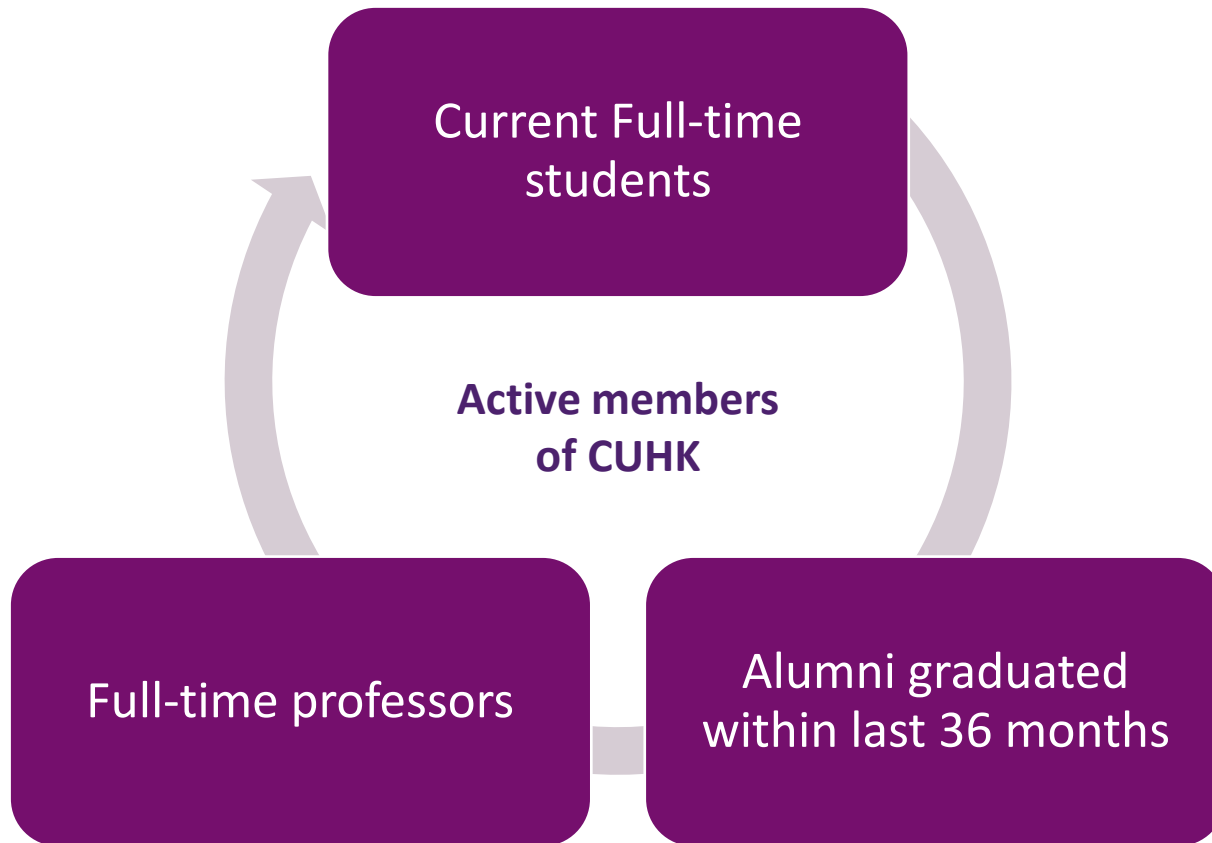 Current Full-time
students
Active members
of CUHK
Full-time professors
Alumni graduated
within last 36 months